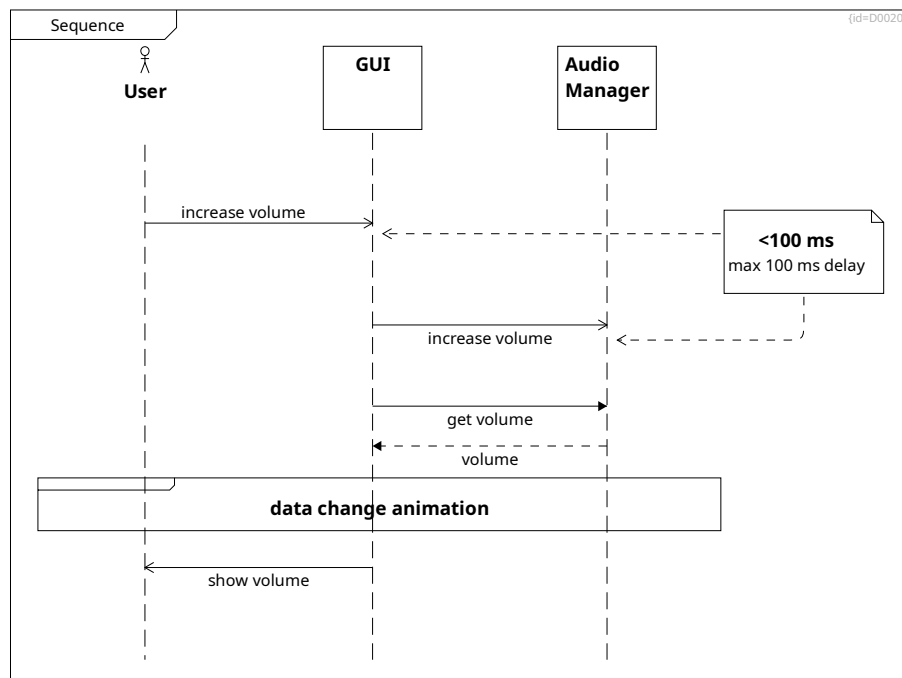 Sequence
{id=D0020
User
GUI
Audio
Manager
increase volume
<100 ms
max 100 ms delay
increase volume
get volume
volume
data change animation
show volume